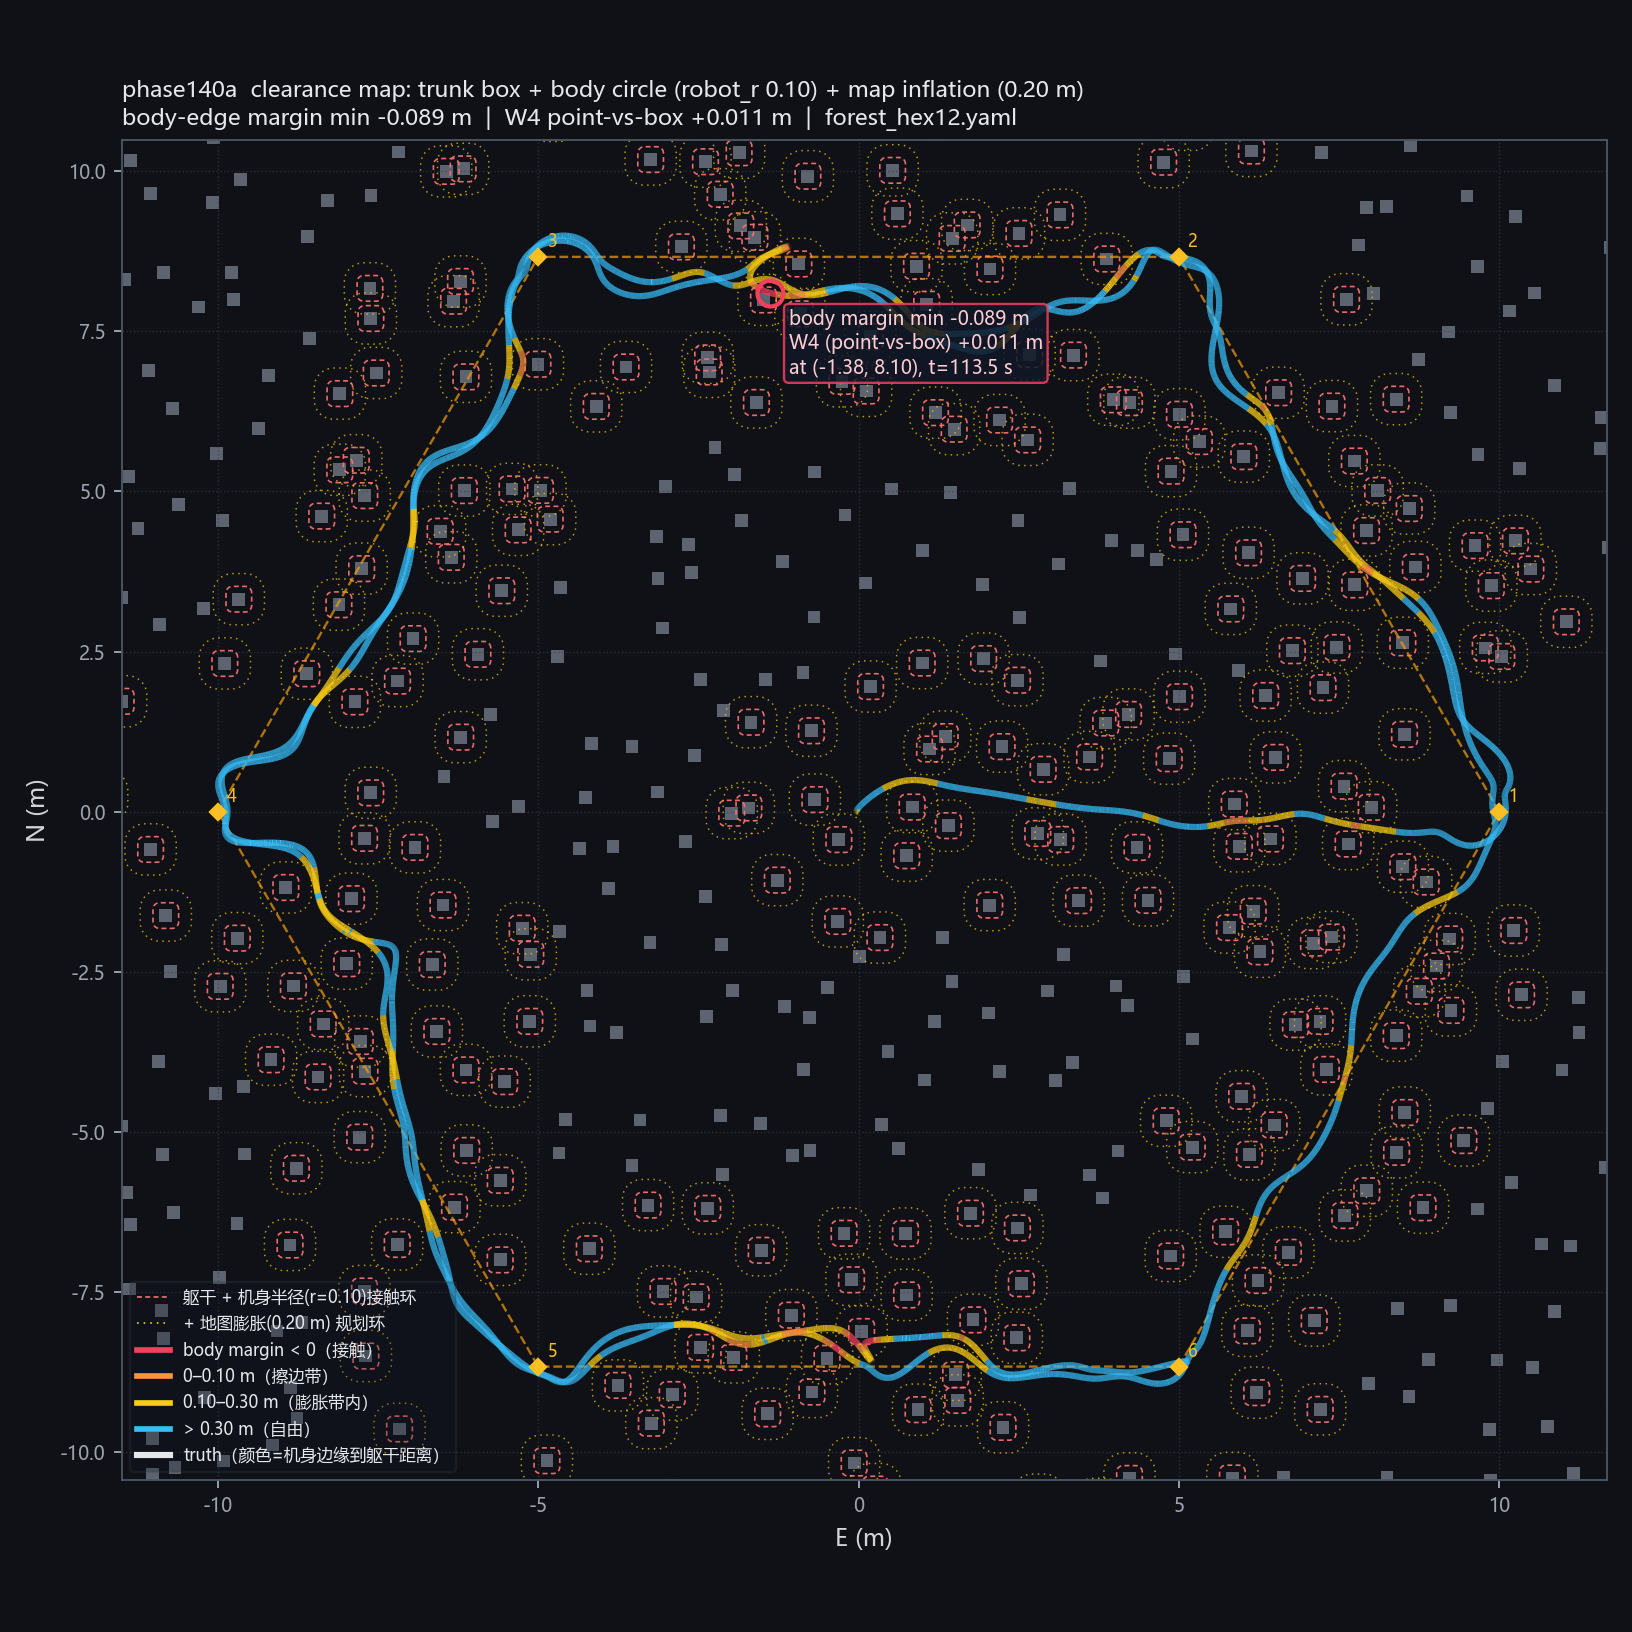 phase140a  clearance map: trunk box + body circle (robot_r 0.10) + map inflation (0.20 m)
body-edge margin min -0.089 m  |  W4 point-vs-box +0.011 m  |  forest_hex12.yaml
10.0
7.5
5.0
2.5
0.0
-2.5
-5.0
-7.5
-10.0
N (m)
3
2
body margin min -0.089 m
W4 (point-vs-box) +0.011 m
at (-1.38, 8.10), t=113.5 s
4
1
5
6
躯干 + 机身半径(r=0.10)接触环
+ 地图膨胀(0.20 m) 规划环
body margin < 0（接触）
0–0.10 m（擦边带）
0.10–0.30 m（膨胀带内）
> 0.30 m（自由）
truth（颜色=机身边缘到躯干距离）
-10
-5
0
5
10
E (m)